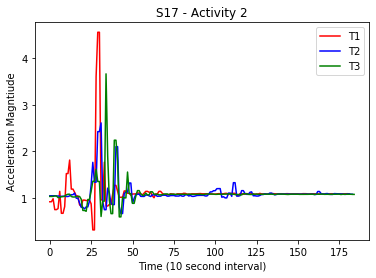 S17 - Activity 2
T1
T2
T3
Acceleration Magntiude
4
3
2
1
0 25 50 75 100 125 150 175
Time (10 second interval)